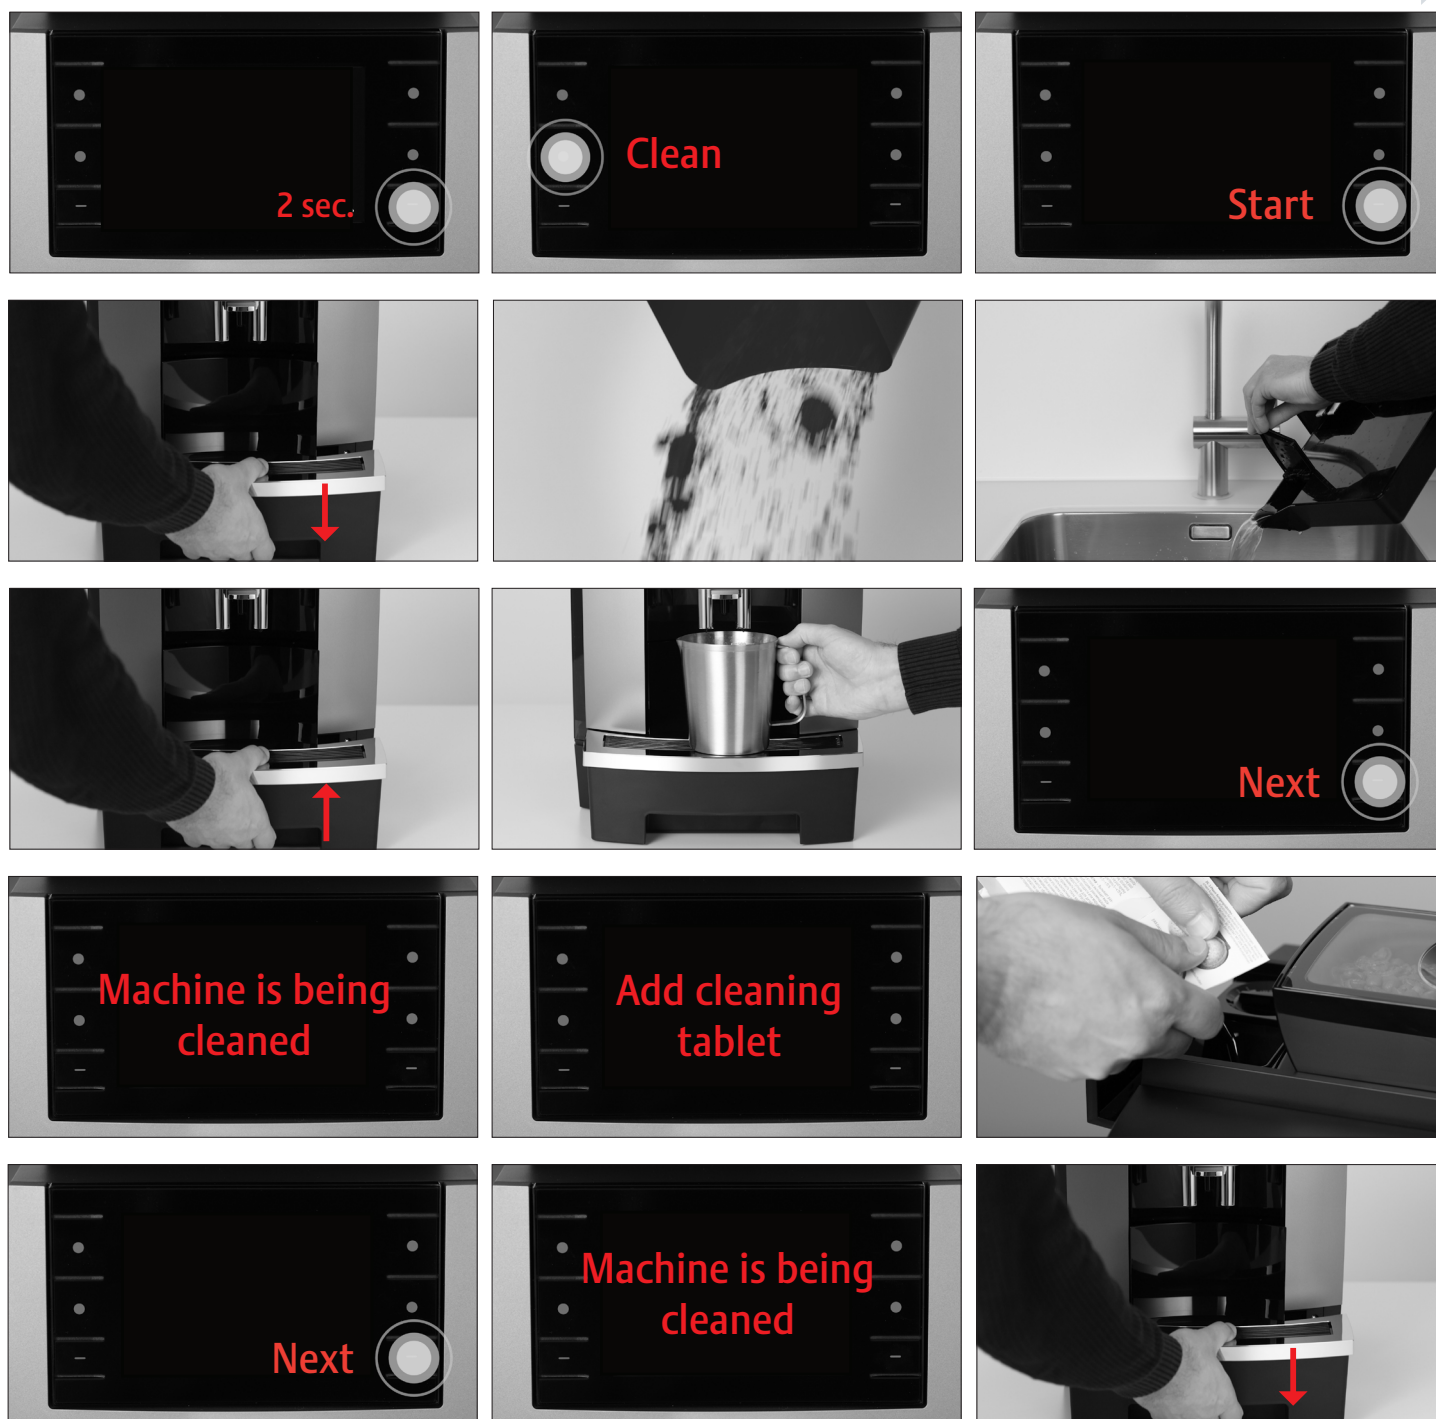 2 sec.
Clean
Start
Next
Machine is being
cleaned
Add cleaning
tablet
Next
Machine is being
cleaned